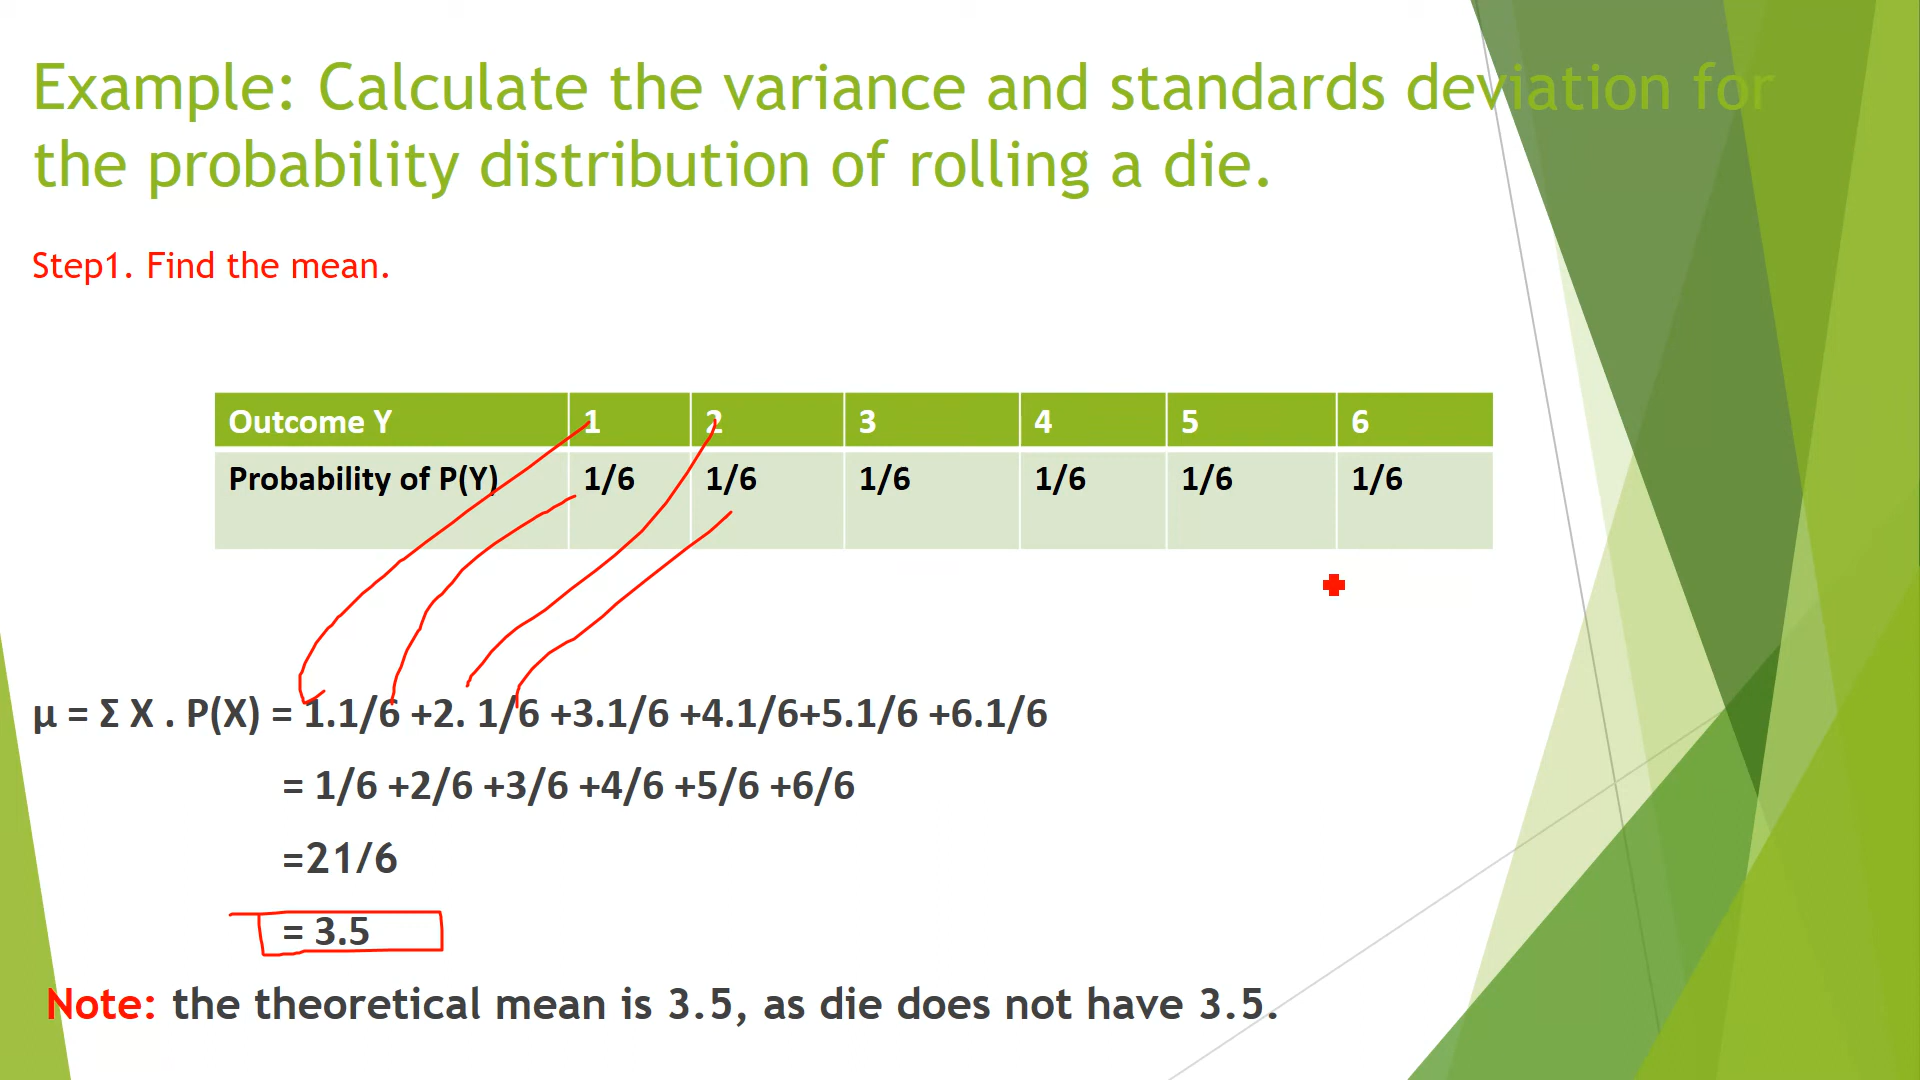 Example: Calculate the variance and standards deviation for
the probability distribution of rolling a die.
Step1. Find the mean.
Outcome Y 1 2 3 4 5 6
Probability of P(Y) 1/6 1/6 1/6 1/6 1/6 1/6
μ = Σ X . P(X) = 1.1/6 +2. 1/6 +3.1/6 +4.1/6+5.1/6 +6.1/6
= 1/6 +2/6 +3/6 +4/6 +5/6 +6/6
=21/6
= 3.5
Note: the theoretical mean is 3.5, as die does not have 3.5.